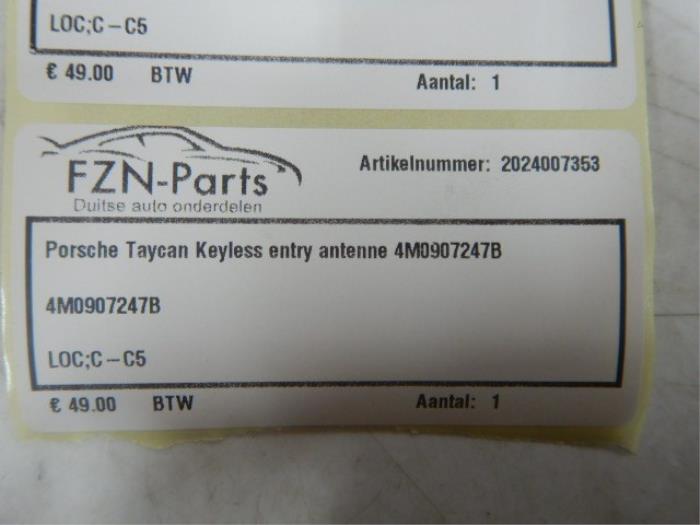 LOC;C – C5
€ 49.00 BTW Aantal: 1
FZN-Parts
Duitse auto onderdelen
Artikelnummer: 2024007353
Porsche Taycan Keyless entry antenne 4M0907247B
4M0907247B
LOC;C – C5
€ 49.00 BTW Aantal: 1